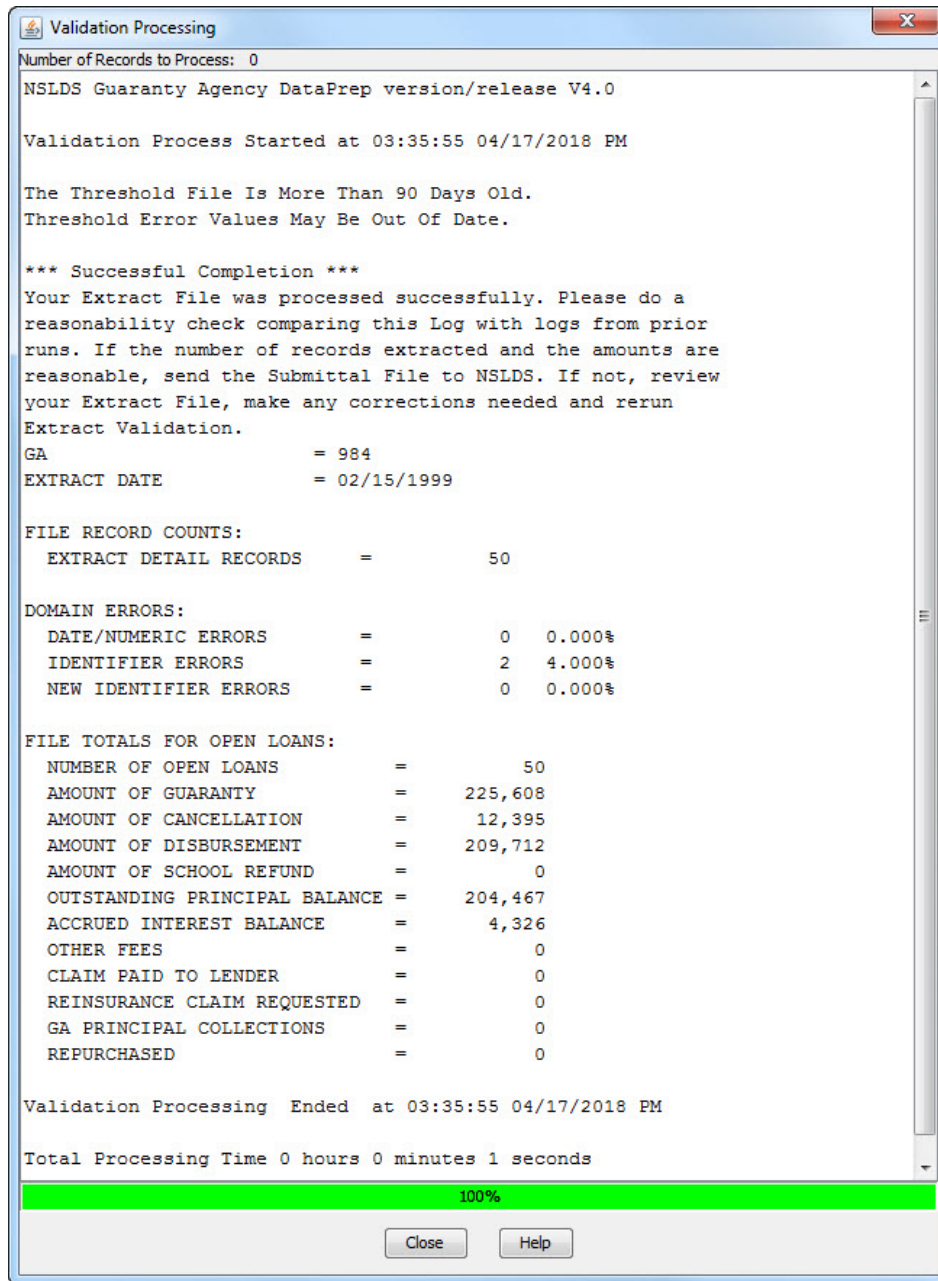 Validation Processing
Number of Records to Process: 0
NSLDS Guaranty Agency DataPrep version/release V4.0
Validation Process Started at 03:35:55 04/17/2018 PM
The Threshold File Is More Than 90 Days Old.
Threshold Error Values May Be Out Of Date.
*** Successful Completion ***
Your Extract File was processed successfully. Please do a
reasonability check comparing this Log with logs from prior
runs. If the number of records extracted and the amounts are
reasonable, send the Submittal File to NSLDS. If not, review
your Extract File, make any corrections needed and rerun
Extract Validation.
GA = 984
EXTRACT DATE = 02/15/1999
FILE RECORD COUNTS:
EXTRACT DETAIL RECORDS = 50
DOMAIN ERRORS:
DATE/NUMERIC ERRORS = 0 0.000%
IDENTIFIER ERRORS = 2 4.000%
NEW IDENTIFIER ERRORS = 0 0.000%
FILE TOTALS FOR OPEN LOANS:
NUMBER OF OPEN LOANS = 50
AMOUNT OF GUARANTY = 225,608
AMOUNT OF CANCELLATION = 12,395
AMOUNT OF DISBURSEMENT = 209,712
AMOUNT OF SCHOOL REFUND = 0
OUTSTANDING PRINCIPAL BALANCE = 204,467
ACCRUED INTEREST BALANCE = 4,326
OTHER FEES = 0
CLAIM PAID TO LENDER = 0
REINSURANCE CLAIM REQUESTED = 0
GA PRINCIPAL COLLECTIONS = 0
REPURCHASED = 0
Validation Processing Ended at 03:35:55 04/17/2018 PM
Total Processing Time 0 hours 0 minutes 1 seconds
100%
Close Help